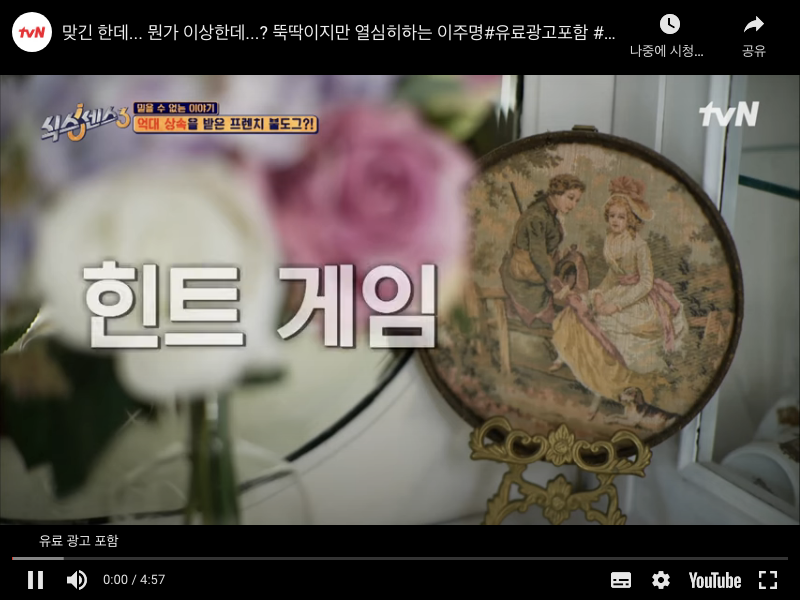 tvN
맞긴 한데... 뭔가 이상한데...? 뚝딱이지만 열심히하는 이주명#유료광고포함 #...
나중에 시청...
공유
식스센스3
믿을 수 없는 이야기
억대 상속을 받은 프렌치 불도그?!
tvN
힌트 게임
유료 광고 포함
0:00 / 4:57
YouTube